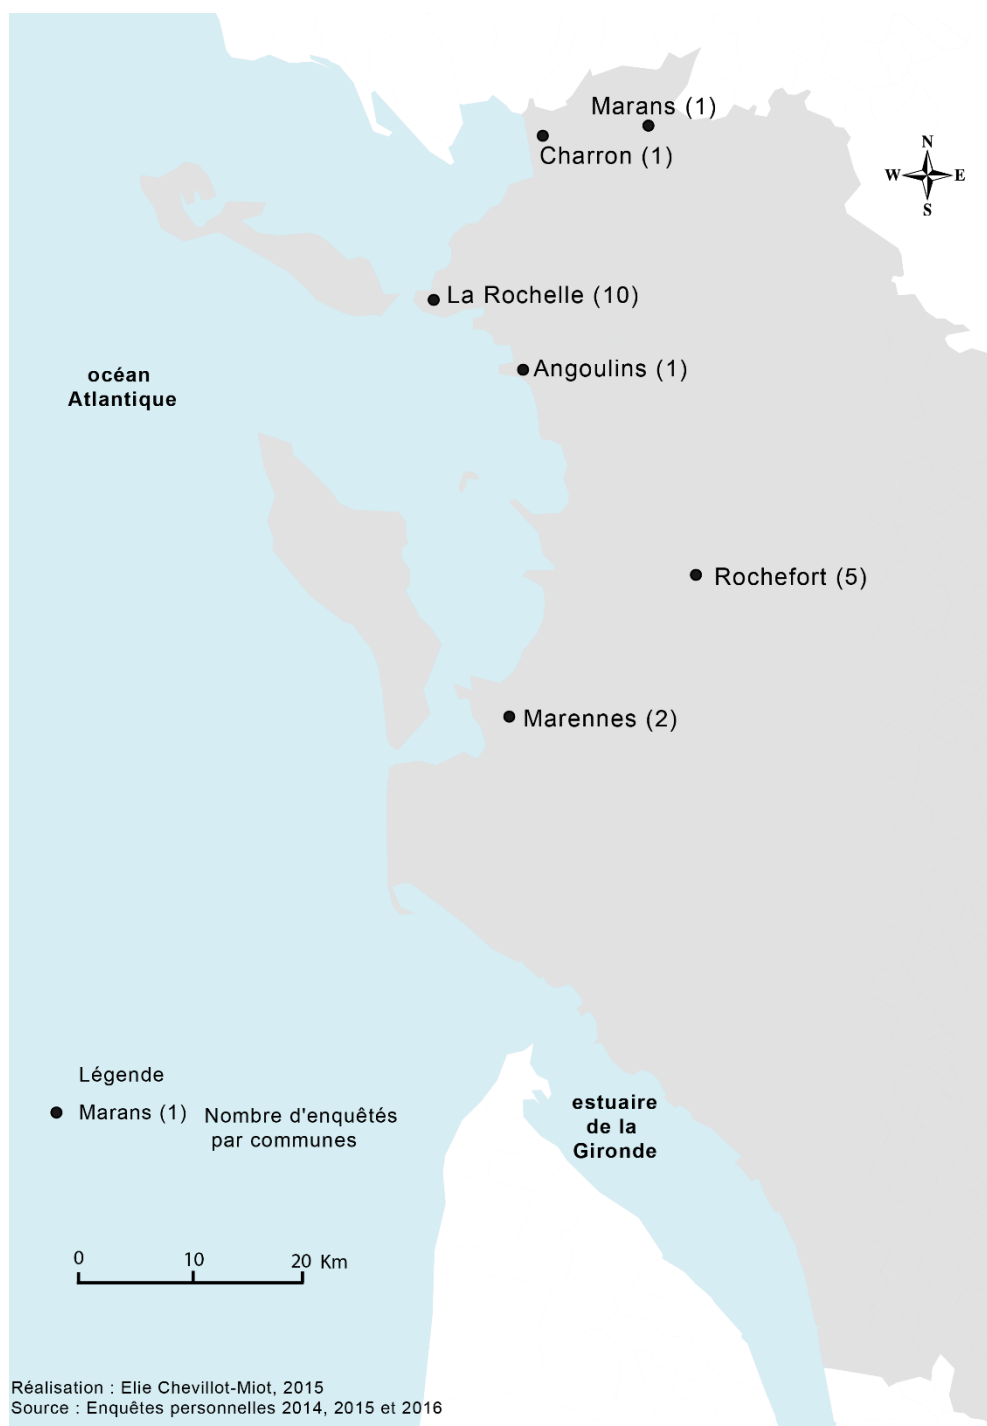 Marans (1)
Charron (1)
N
W E
S
La Rochelle (10)
Angoulins (1)
océan
Atlantique
Rochefort (5)
Marennes (2)
Légende
Marans (1) Nombre d'enquêtés
par communes
estuaire
de la
Gironde
0 10 20 Km
Réalisation : Elie Chevillot-Miot, 2015
Source : Enquêtes personnelles 2014, 2015 et 2016